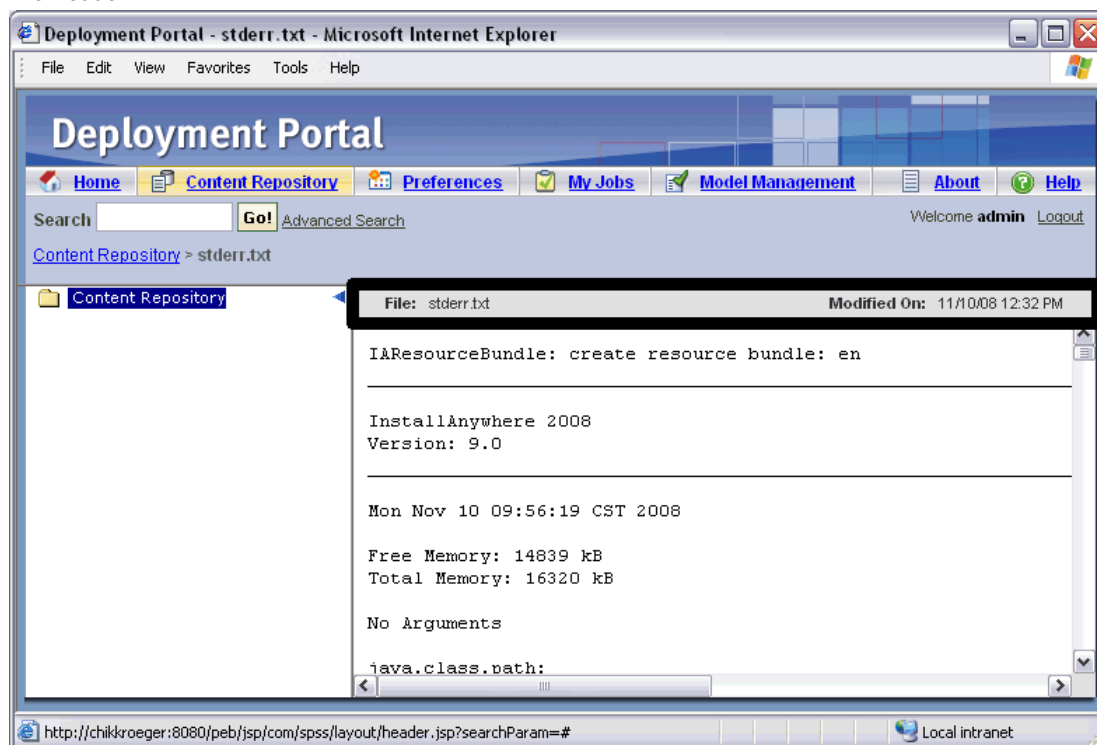 Deployment Portal - stderr.txt - Microsoft Internet Explorer
File Edit View Favorites Tools Help
Deployment Portal
Home Content Repository Preferences My Jobs Model Management About Help
Search Go! Advanced Search Welcome admin Logout
Content Repository > stderr.txt
Content Repository
File: stderr.txt Modified On: 11/10/08 12:32 PM
IAResourceBundle: create resource bundle: en
InstallAnywhere 2008
Version: 9.0
Mon Nov 10 09:56:19 CST 2008
Free Memory: 14839 kB
Total Memory: 16320 kB
No Arguments
java.class.path:
http://chikkroeger:8080/peb/jsp/com/spss/layout/header.jsp?searchParam=# Local intranet